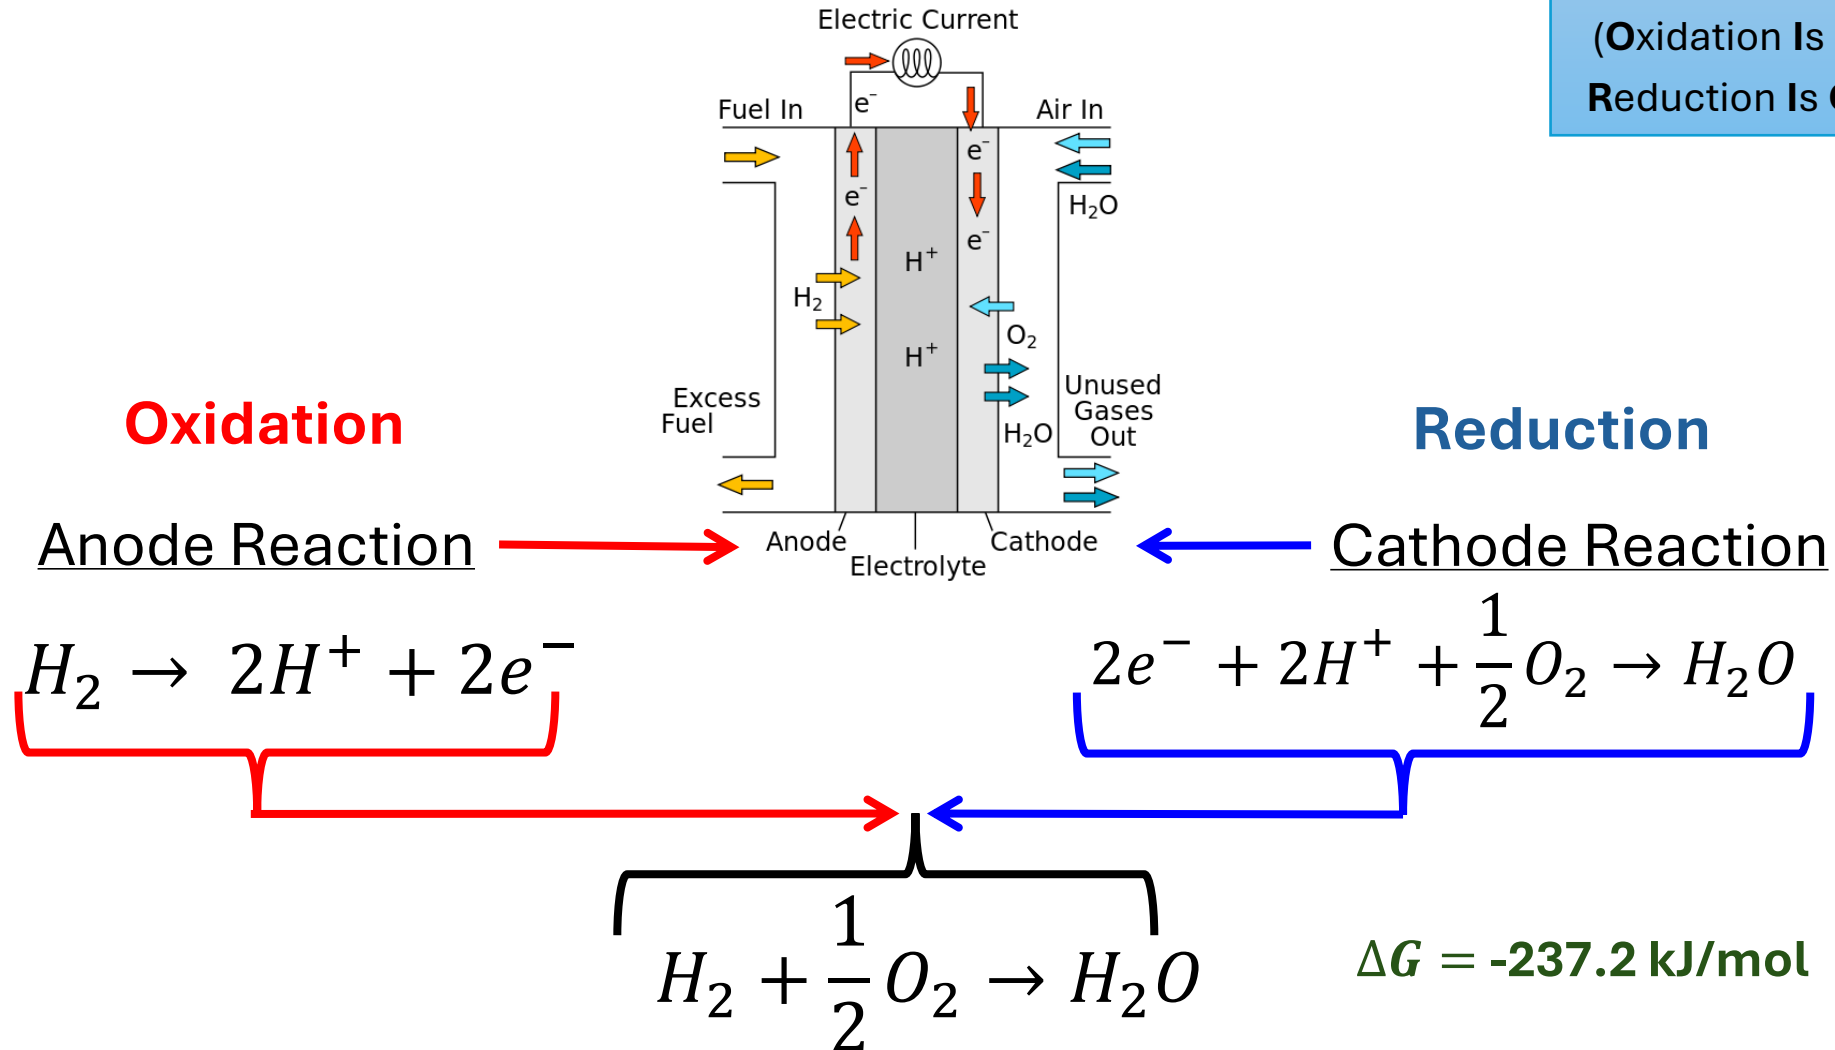 Electric Current
(Oxidation Is
Reduction Is
e⁻
Fuel In
Air In
e⁻
e⁻
H₂O
e⁻
H⁺
H₂
O₂
H⁺
Excess
Fuel
Unused
Gases
Out
H₂O
Oxidation
Reduction
Anode Reaction
Anode
Cathode
Electrolyte
Cathode Reaction
H₂ → 2H⁺ + 2e⁻
2e⁻ + 2H⁺ + 1/2 O₂ → H₂O
H₂ + 1/2 O₂ → H₂O
ΔG = -237.2 kJ/mol